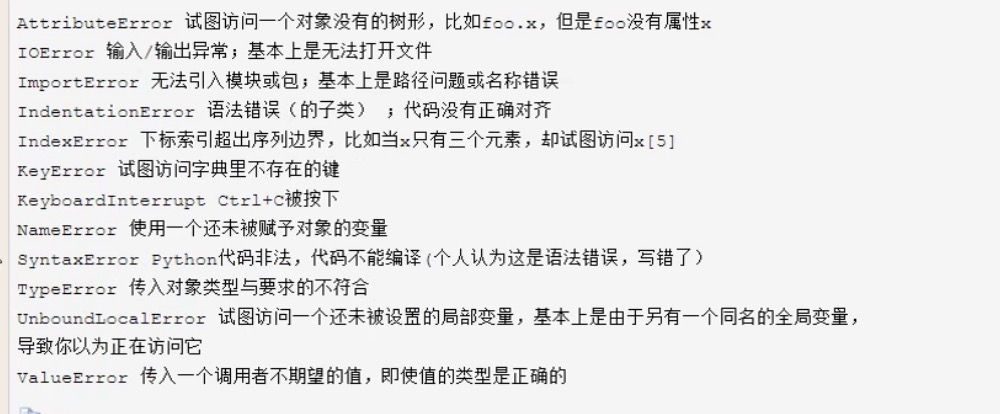 AttributeError 试图访问一个对象没有的树形，比如foo.x，但是foo没有属性x
IOError 输入/输出异常；基本上是无法打开文件
ImportError 无法引入模块或包；基本上是路径问题或名称错误
IndentationError 语法错误（的子类） ；代码没有正确对齐
IndexError 下标索引超出序列边界，比如当x只有三个元素，却试图访问x[5]
KeyError 试图访问字典里不存在的键
KeyboardInterrupt Ctrl+C被按下
NameError 使用一个还未被赋予对象的变量
SyntaxError Python代码非法，代码不能编译(个人认为这是语法错误，写错了）
TypeError 传入对象类型与要求的不符合
UnboundLocalError 试图访问一个还未被设置的局部变量，基本上是由于另有一个同名的全局变量，
导致你以为正在访问它
ValueError 传入一个调用者不期望的值，即使值的类型是正确的